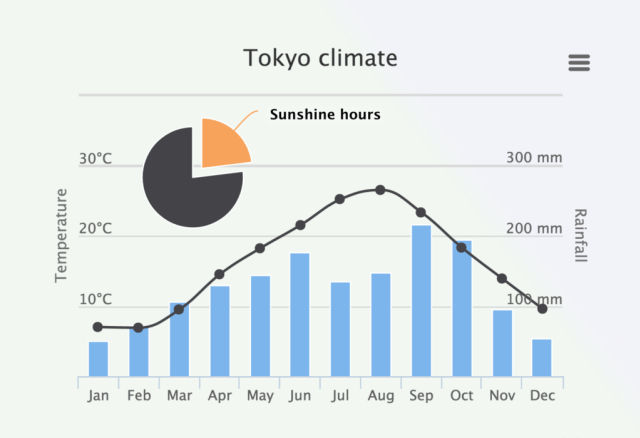 Tokyo climate
Sunshine hours
30°C
300 mm
20°C
200 mm
10°C
100 mm
Temperature
Rainfall
Jan Feb Mar Apr May Jun Jul Aug Sep Oct Nov Dec